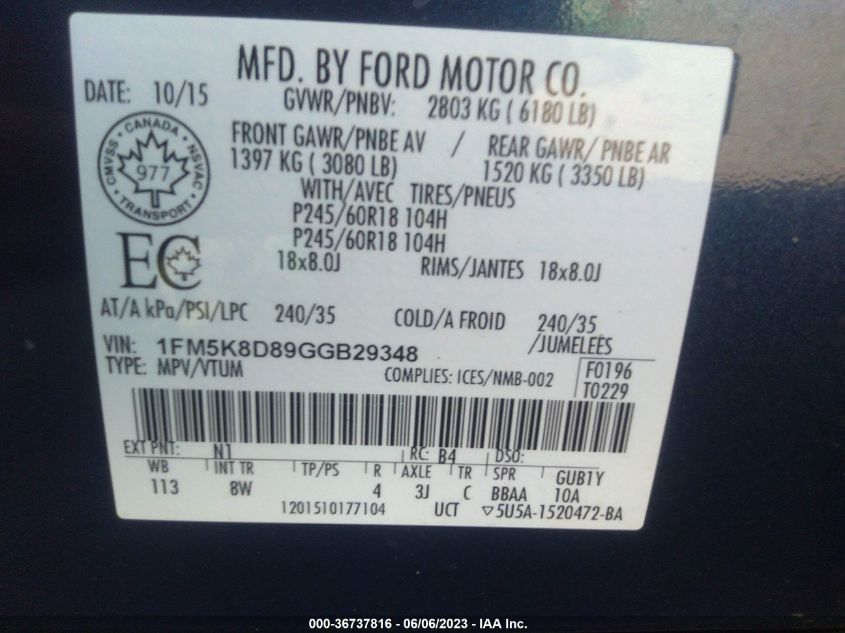 MFD. BY FORD MOTOR CO.
DATE: 10/15
GVWR/PNBV: 2803 KG ( 6180 LB)
FRONT GAWR/PNBE AV / REAR GAWR/ PNBE AR
1397 KG ( 3080 LB) 1520 KG ( 3350 LB)
WITH/AVEC TIRES/PNEUS
P245/60R18 104H
P245/60R18 104H
18x8.0J RIMS/JANTES 18x8.0J
CANADA
CMVSS
NSVAC
977
TRANSPORT
EC
AT/A kPa/PSI/LPC 240/35 COLD/A FROID 240/35
/JUMELEES
VIN: 1FM5K8D89GGB29348
TYPE: MPV/VTUM COMPLIES: ICES/NMB-002
F0196
T0229
EXT PNT: N1 RC: B4 DSO:
WB INT TR TP/PS R AXLE TR SPR GUB1Y
113 8W 4 3J C BBAA 10A
1201510177104 UCT ▽5U5A-1520472-BA
000-36737816 - 06/06/2023 - IAA Inc.